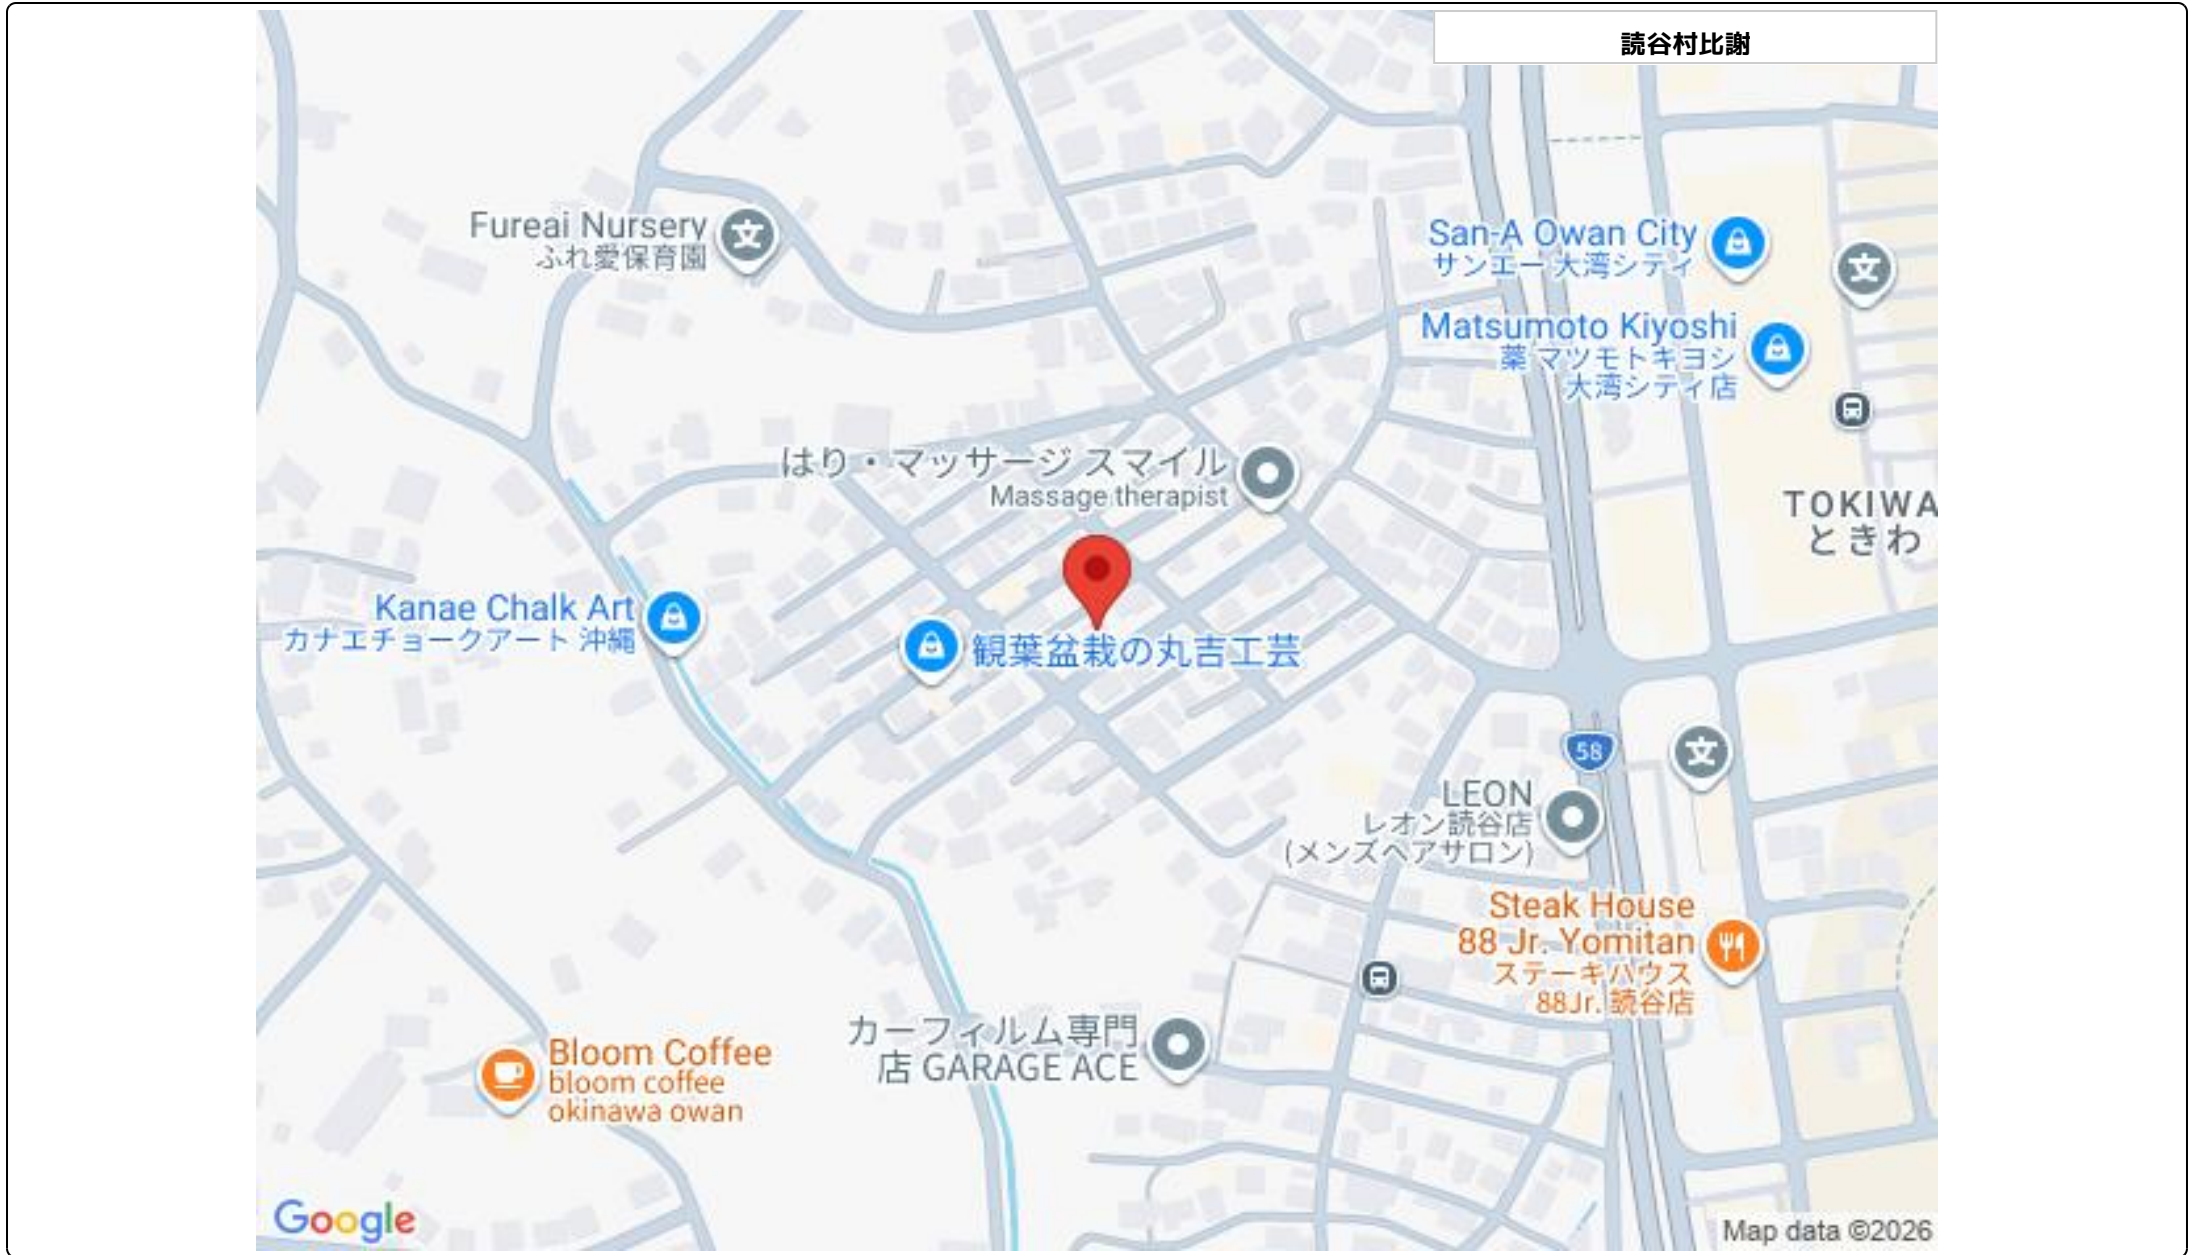 読谷村比謝
Fureai Nursery
ふれ愛保育園
San-A Owan City
サンエー 大湾シティ
Matsumoto Kiyoshi
薬 マツモトキヨシ
大湾シティ店
はり・マッサージ スマイル
Massage therapist
TOKIWA
ときわ
Kanae Chalk Art
カナエチョークアート 沖縄
観葉盆栽の丸吉工芸
58
LEON
レオン読谷店
(メンズヘアサロン)
Steak House
88 Jr. Yomitan
ステーキハウス
88Jr. 読谷店
カーフィルム専門
店 GARAGE ACE
Bloom Coffee
bloom coffee
okinawa owan
Google
Map data ©2026